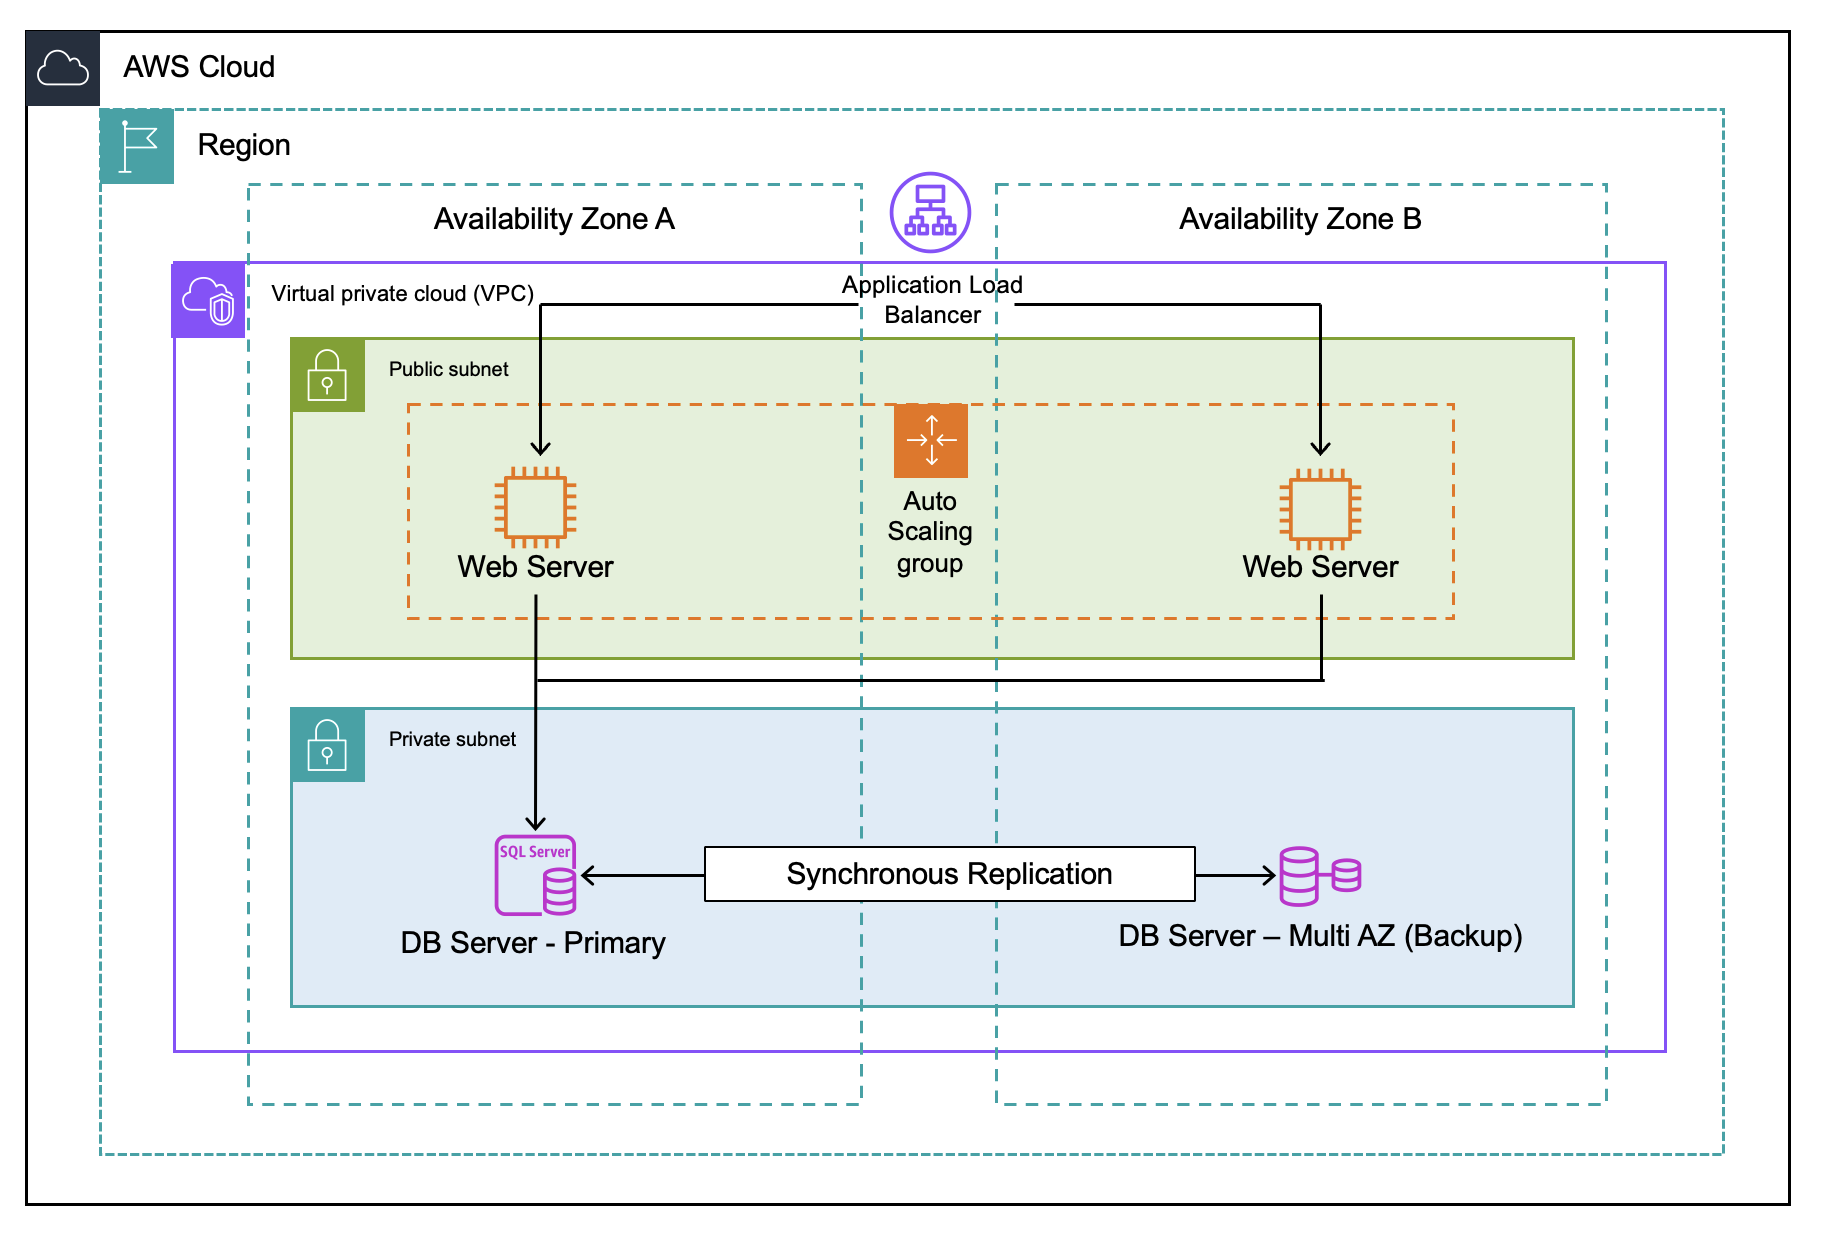 AWS Cloud
Region
Availability Zone A
Availability Zone B
Virtual private cloud (VPC)
Application Load
Balancer
Public subnet
Auto
Scaling
group
Web Server
Web Server
Private subnet
SQL Server
Synchronous Replication
DB Server - Primary
DB Server – Multi AZ (Backup)